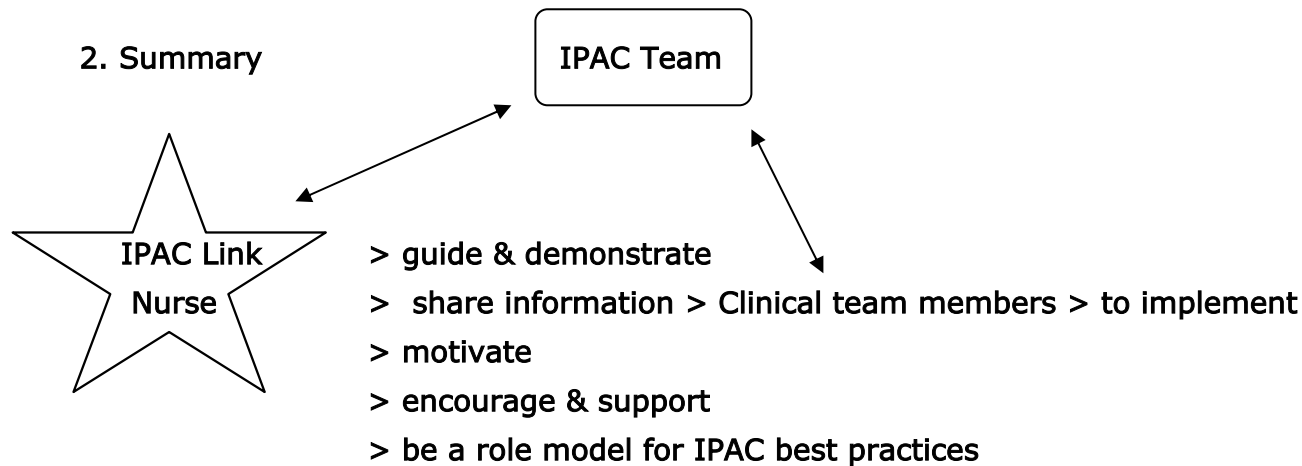 2. Summary
IPAC Team
IPAC Link
Nurse
> guide & demonstrate
> share information > Clinical team members > to implement
> motivate
> encourage & support
> be a role model for IPAC best practices